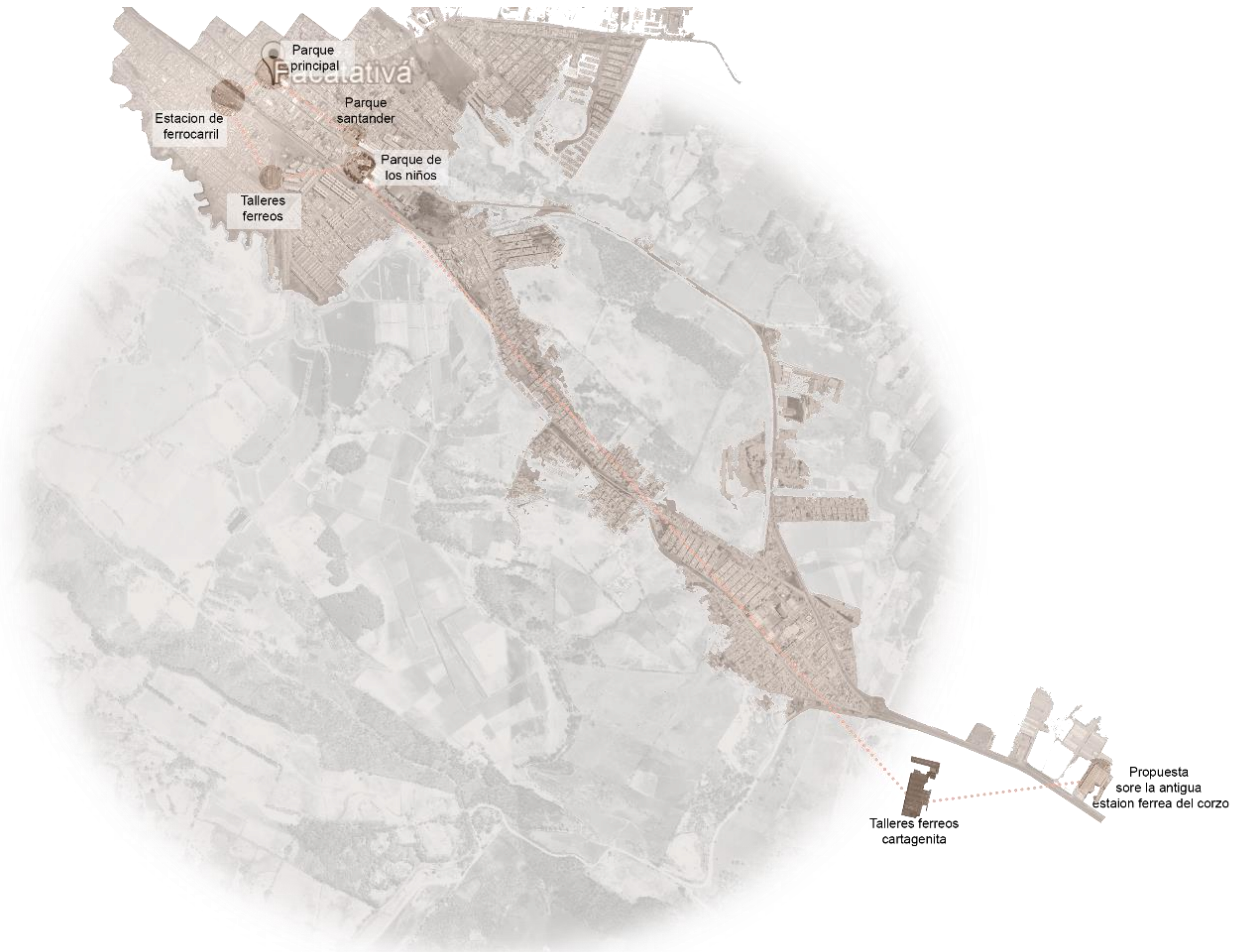 Parque
principal
Facatativá
Parque
santander
Estacion de
ferrocarril
Parque de
los niños
Talleres
ferreos
Propuesta
sore la antigua
estaion ferrea del corzo
Talleres ferreos
cartagenita